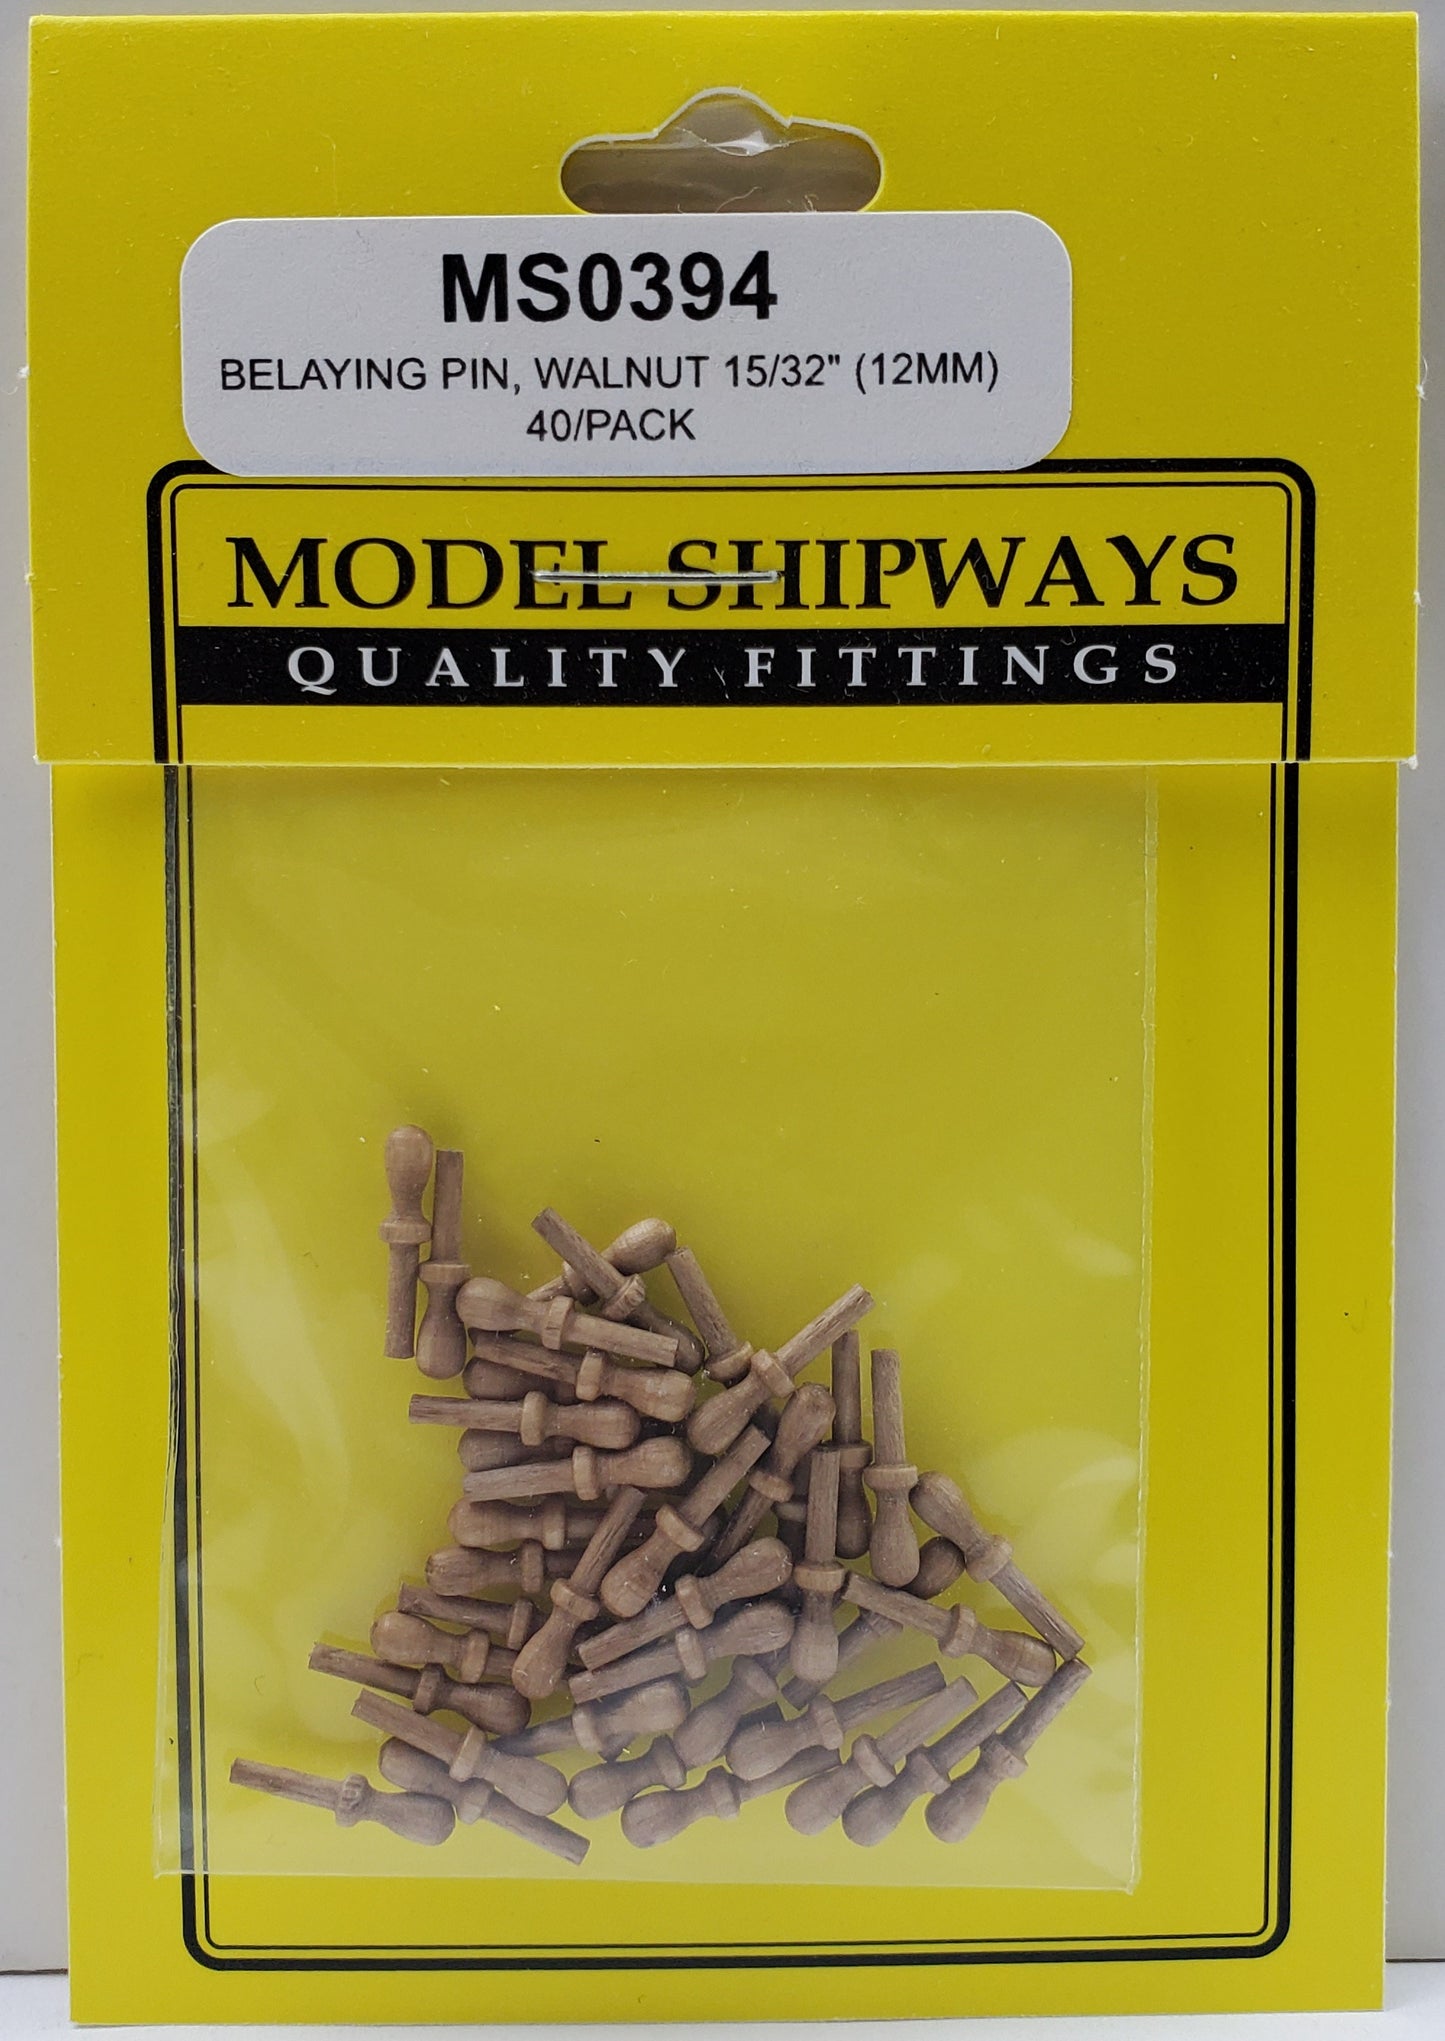 MS0394
BELAYING PIN, WALNUT 15/32" (12MM)
40/PACK
MODEL SHIPWAYS
QUALITY FITTINGS